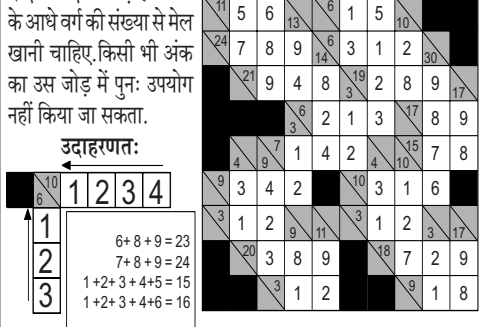 के आधे वर्ग की संख्या से मेल
खानी चाहिए.किसी भी अंक
का उस जोड़ में पुनः उपयोग
नहीं किया जा सकता.
उदाहरणतः
10
6 1 2 3 4
1
2
3
6+ 8 + 9 = 23
7+ 8 + 9 = 24
1 +2+ 3 + 4+5 = 15
1 +2+ 3 + 4+6 = 16
11 5 6 13 6 1 5 10
24 7 8 9 6 14 3 1 2 30
21 9 4 8 19 3 2 8 9 17
6 3 2 1 3 17 8 9
4 7 9 1 4 2 4 15 10 7 8
9 3 4 2 10 3 1 6
3 1 2 9 11 3 1 2 3 17
20 3 8 9 18 7 2 9
3 1 2 9 1 8